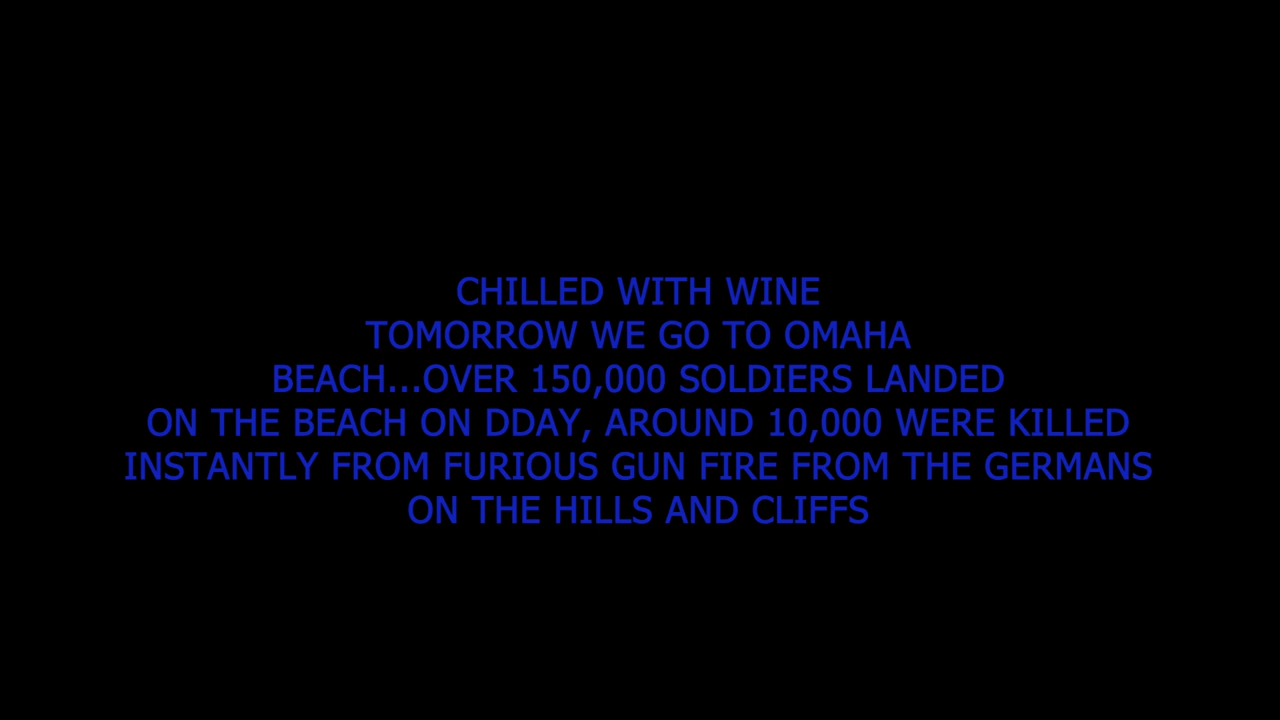 CHILLED WITH WINE
TOMORROW WE GO TO OMAHA
BEACH...OVER 150,000 SOLDIERS LANDED
ON THE BEACH ON DDAY, AROUND 10,000 WERE KILLED
INSTANTLY FROM FURIOUS GUN FIRE FROM THE GERMANS
ON THE HILLS AND CLIFFS